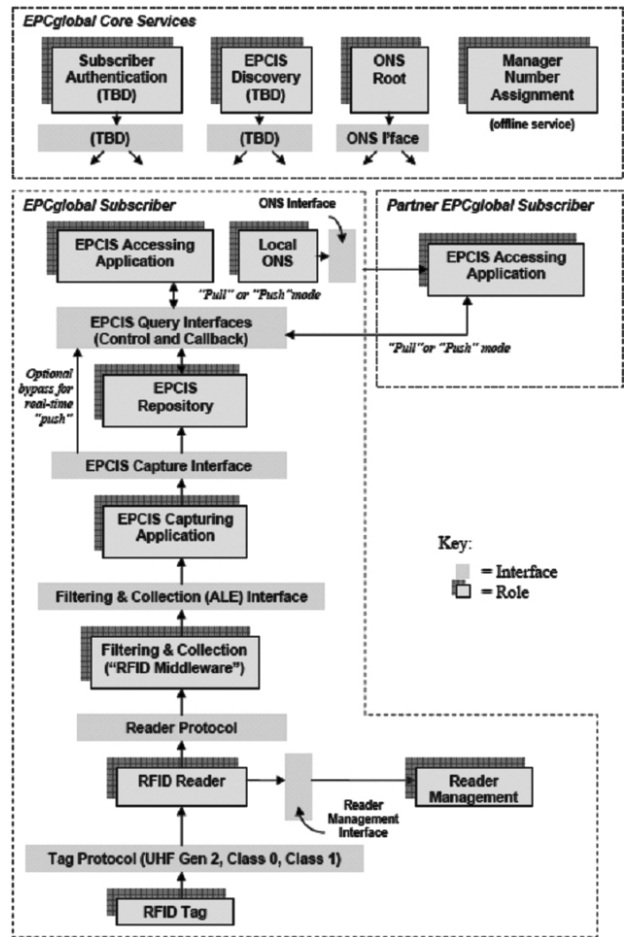 EPCglobal Core Services
Subscriber
Authentication
(TBD)
EPCIS
Discovery
(TBD)
ONS
Root
Manager
Number
Assignment
(offline service)
(TBD)
(TBD)
ONS I'face
EPCglobal Subscriber
ONS Interface
Partner EPCglobal Subscriber
EPCIS Accessing
Application
Local
ONS
EPCIS Accessing
Application
"Pull" or "Push" mode
EPCIS Query Interfaces
(Control and Callback)
"Pull" or "Push" mode
Optional
bypass for
real-time
"push"
EPCIS
Repository
EPCIS Capture Interface
EPCIS Capturing
Application
Key:
= Interface
= Role
Filtering & Collection (ALE) Interface
Filtering & Collection
("RFID Middleware")
Reader Protocol
RFID Reader
Reader
Management
Reader
Management
Interface
Tag Protocol (UHF Gen 2, Class 0, Class 1)
RFID Tag